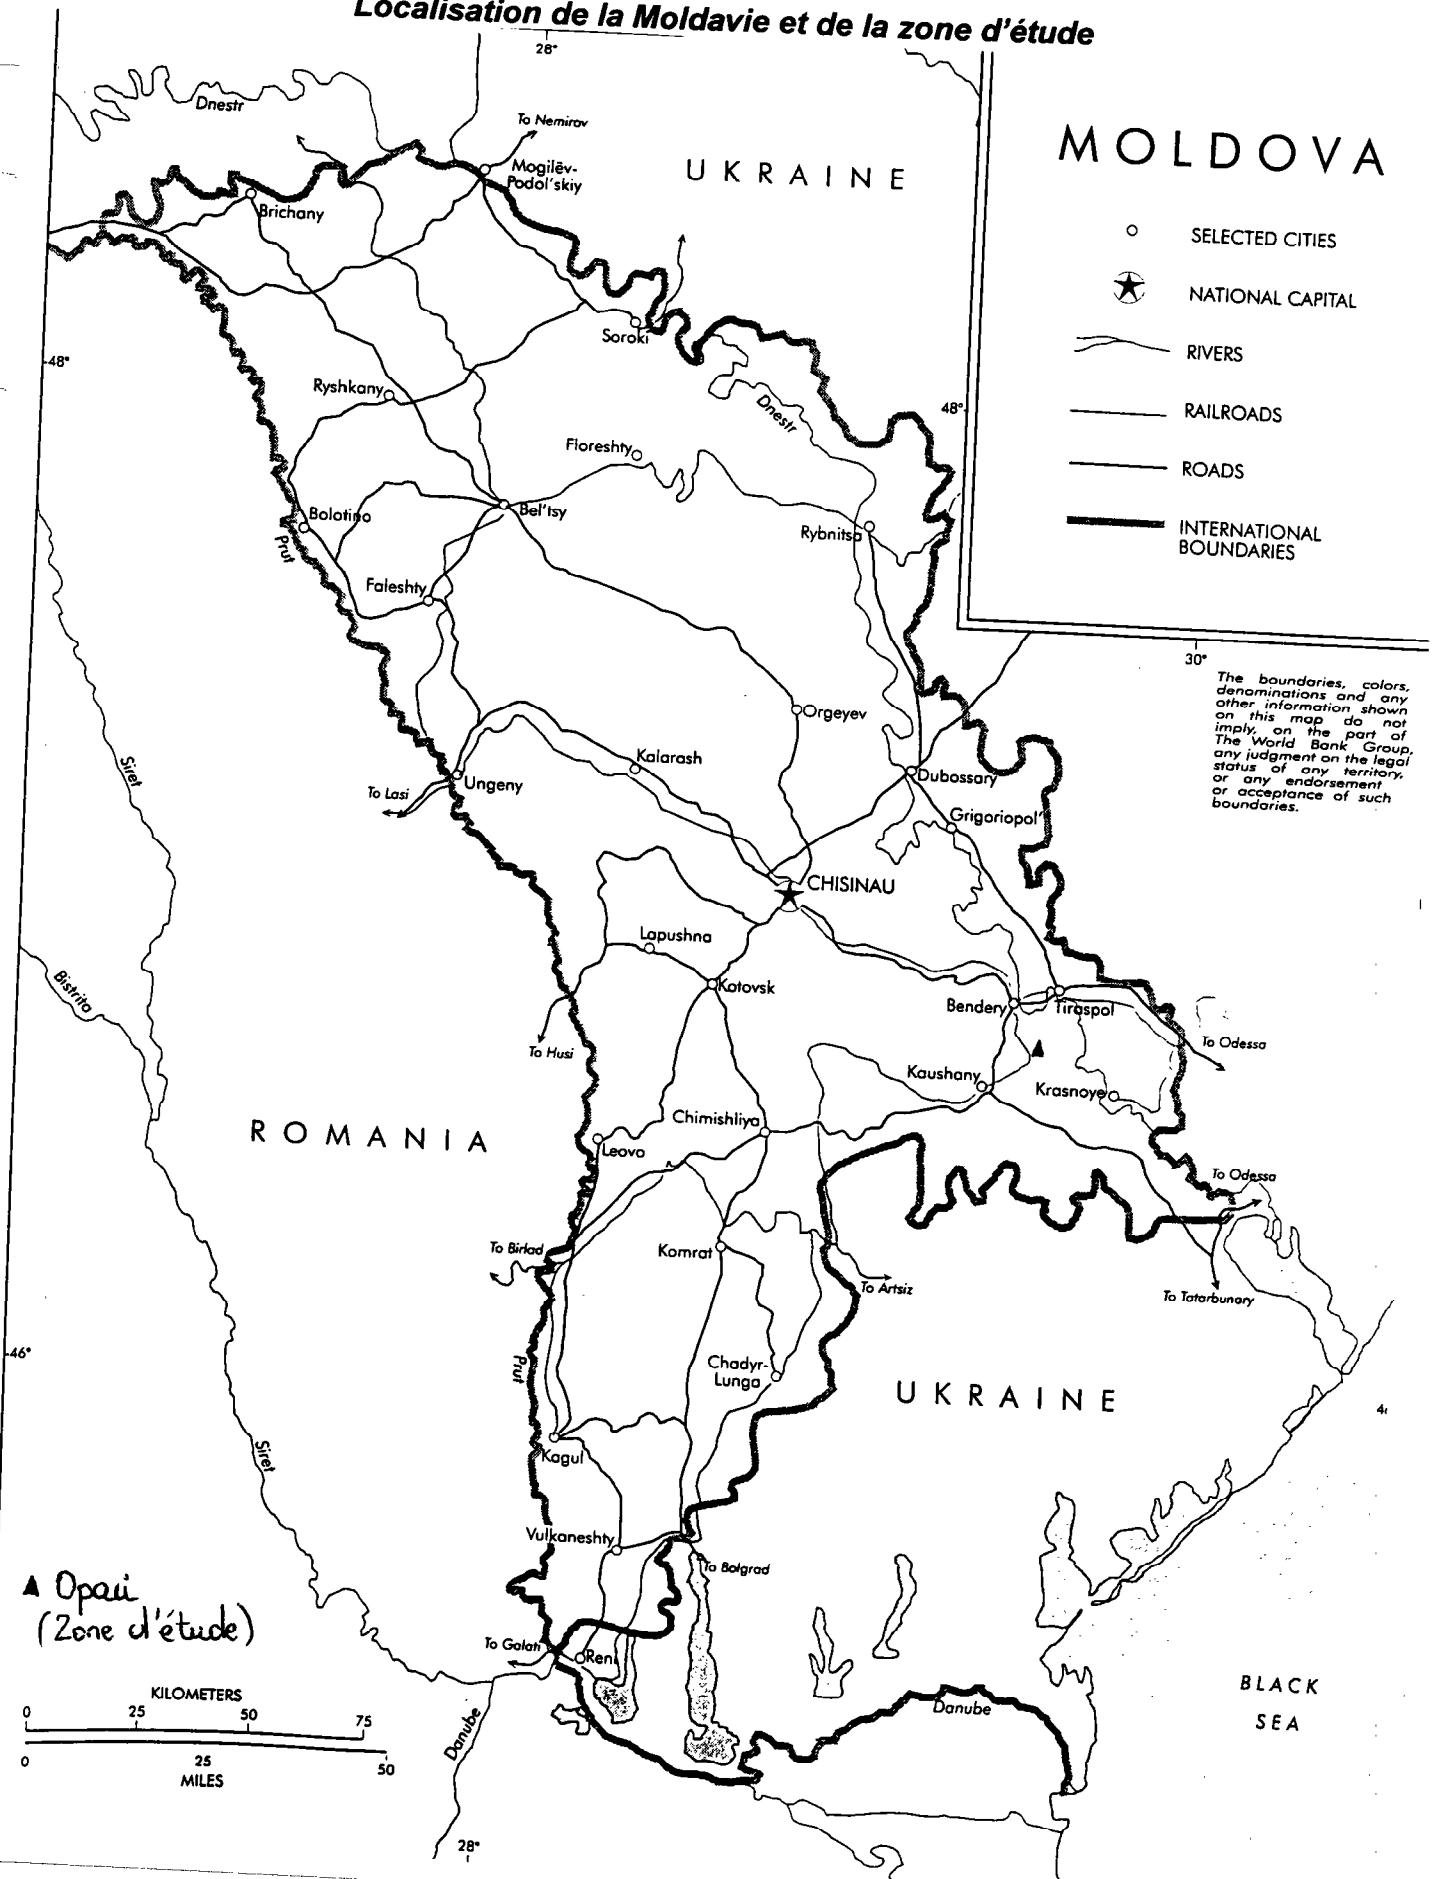 Localisation de la Moldavie et de la zone d'étude
28°
Dnestr
To Nemirov
Mogilëv-
Podol'skiy
UKRAINE
Brichany
MOLDOVA
SELECTED CITIES
NATIONAL CAPITAL
RIVERS
RAILROADS
ROADS
INTERNATIONAL
BOUNDARIES
48°
Soroki
Ryshkany
Dnestr
48°
Floreshty
Bolotino
Bel'tsy
Rybnitsa
Prut
Faleshty
30°
The boundaries, colors,
denominations and any
other information shown
on this map do not
imply, on the part of
The World Bank Group,
any judgment on the legal
status of any territory,
or any endorsement
or acceptance of such
boundaries.
Orgeyev
Siret
Kalarash
Ungeny
To Lasi
Dubossary
Grigoriopol'
CHISINAU
Lapushna
Kotovsk
Bistrita
Bendery
Tiraspol
To Husi
To Odessa
Kaushany
Krasnoye
Chimishliya
ROMANIA
Leovo
To Odessa
To Birlad
Komrat
To Artsiz
To Tatarbunary
46°
Prut
Chadyr-
Lunga
UKRAINE
Siret
Kagul
Vulkaneshty
To Bolgrad
Opaci
(Zone d'étude)
To Galati
Reni
KILOMETERS
0 25 50 75
0 25 50
MILES
Danube
Danube
BLACK
SEA
28°